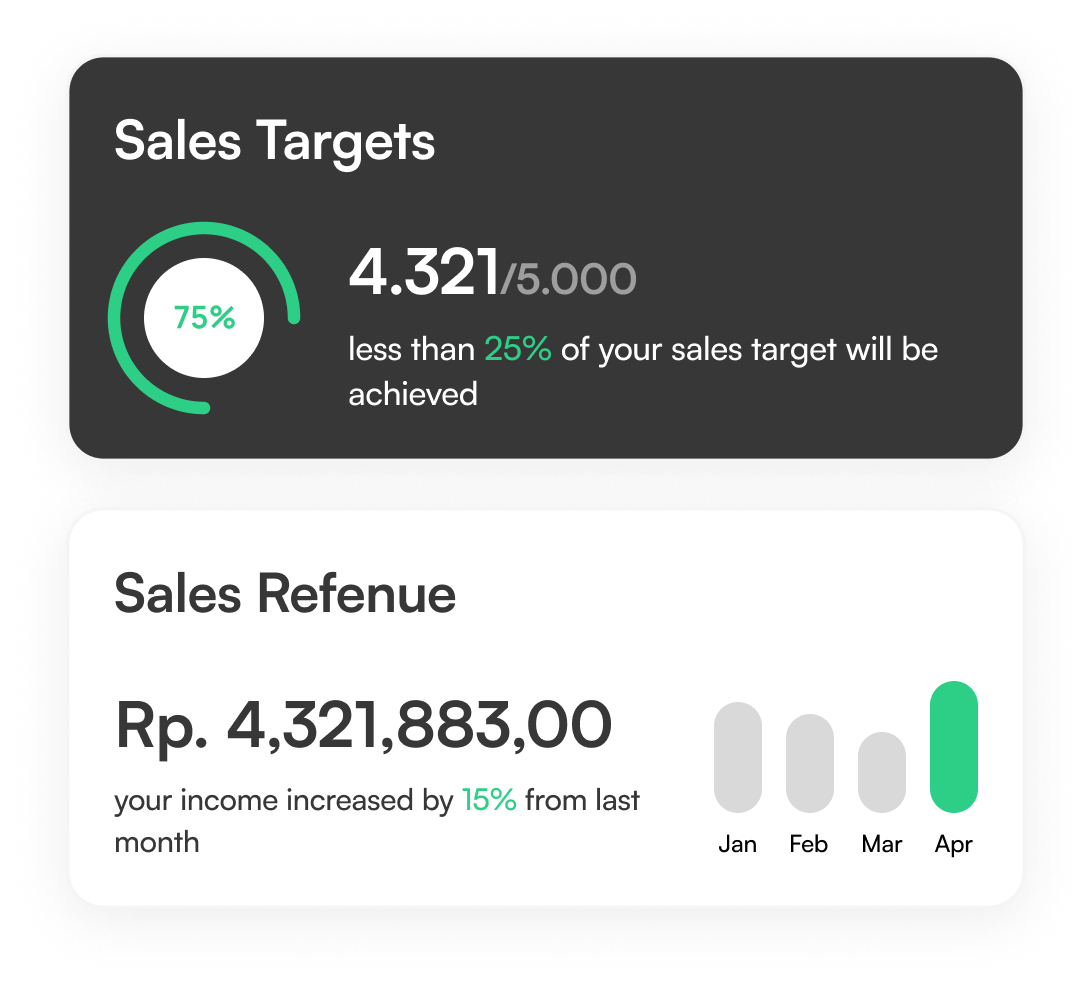 Sales Targets
75%
4.321/5.000
less than 25% of your sales target will be
achieved
Sales Refenue
Rp. 4,321,883,00
your income increased by 15% from last
month
Jan Feb Mar Apr